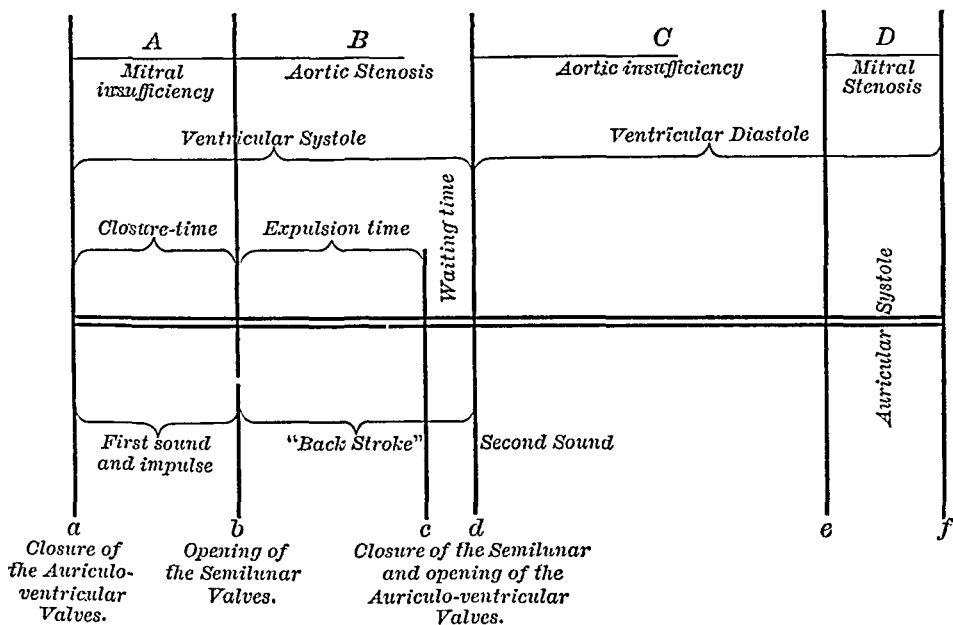 A
B
C
D
Mitral
insufficiency
Aortic Stenosis
Aortic insufficiency
Mitral
Stenosis
Ventricular Systole
Ventricular Diastole
Closure-time
Expulsion time
Waiting time
Auricular Systole
First sound
and impulse
"Back Stroke"
Second Sound
a
b
c
d
e
f
Closure of
the Auriculo-
ventricular
Valves.
Opening of
the Semilunar
Valves.
Closure of the Semilunar
and opening of the
Auriculo-ventricular
Valves.